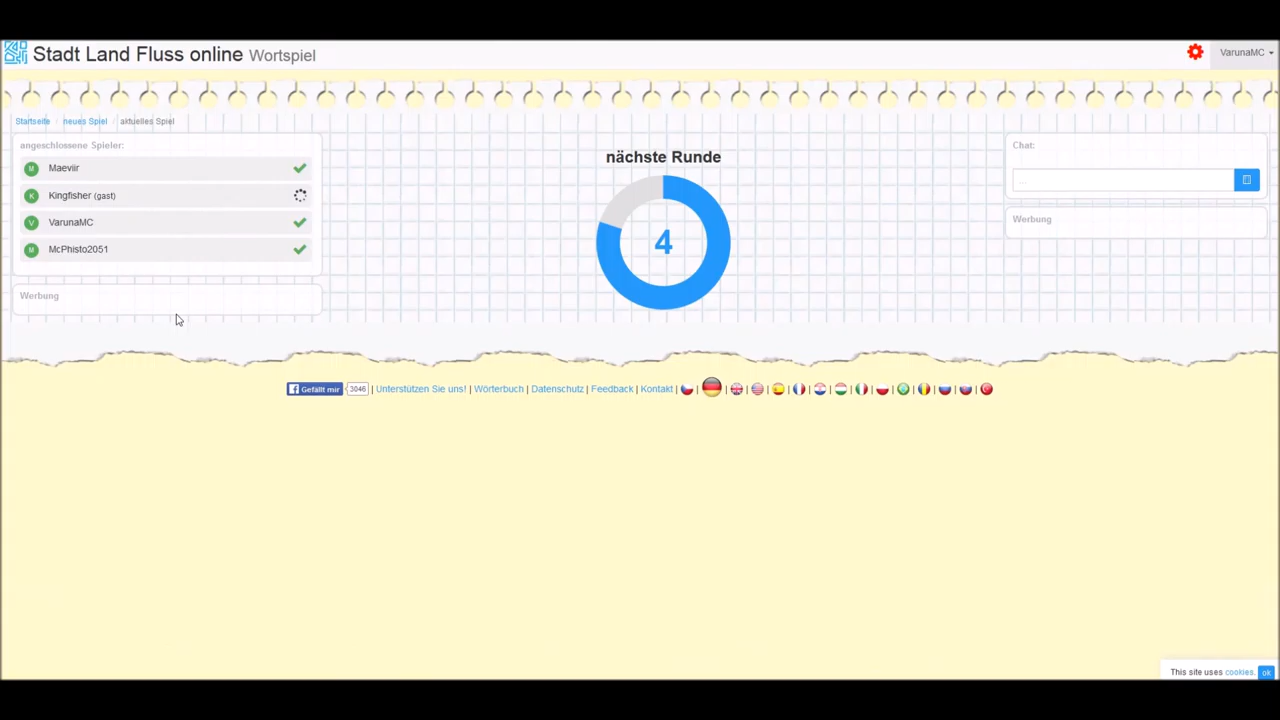 Stadt Land Fluss online Wortspiel
VarunaMC
Startseite / neues Spiel / aktuelles Spiel
angeschlossene Spieler:
M Maeviir
K Kingfisher (gast)
V VarunaMC
M McPhisto2051
Werbung
nächste Runde
4
Chat:
...
Werbung
Gefällt mir 3046 | Unterstützen Sie uns! | Wörterbuch | Datenschutz | Feedback | Kontakt |
This site uses cookies. ok